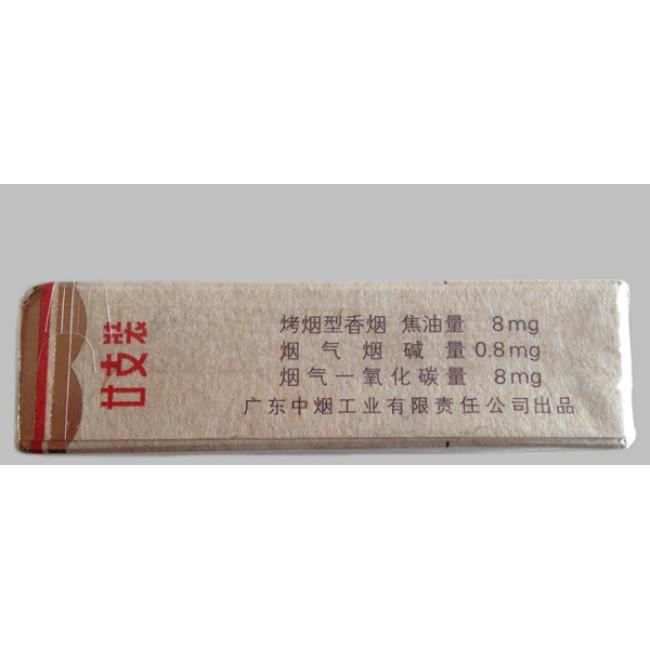 廿支裝
烤烟型香烟 焦油量 8mg
烟气烟碱量 0.8mg
烟气一氧化碳量 8mg
广东中烟工业有限责任公司出品